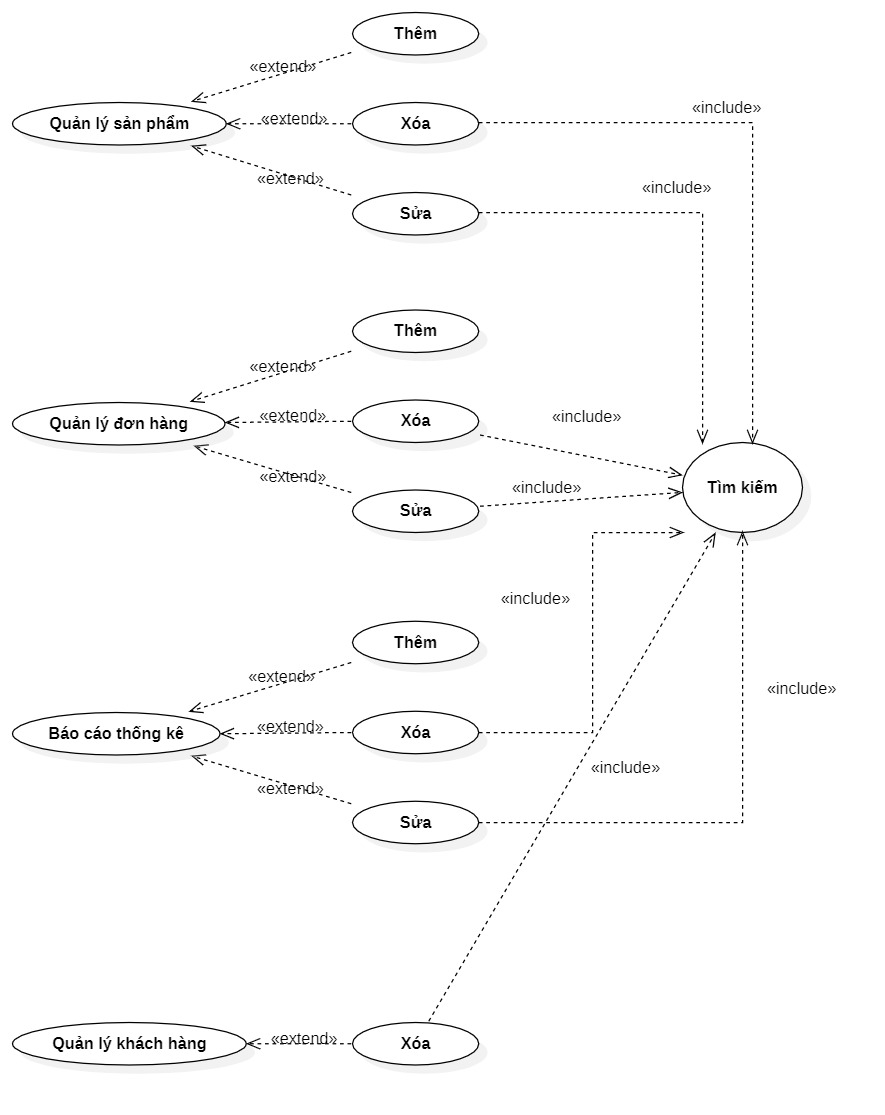 Thêm
«extend»
«include»
Quản lý sản phẩm
«extend»
Xóa
«extend»
«include»
Sửa
Thêm
«extend»
Quản lý đơn hàng
«extend»
Xóa
«include»
«extend»
«include»
Tìm kiếm
Sửa
«include»
Thêm
«extend»
«include»
Báo cáo thống kê
«extend»
Xóa
«include»
«extend»
Sửa
Quản lý khách hàng
«extend»
Xóa